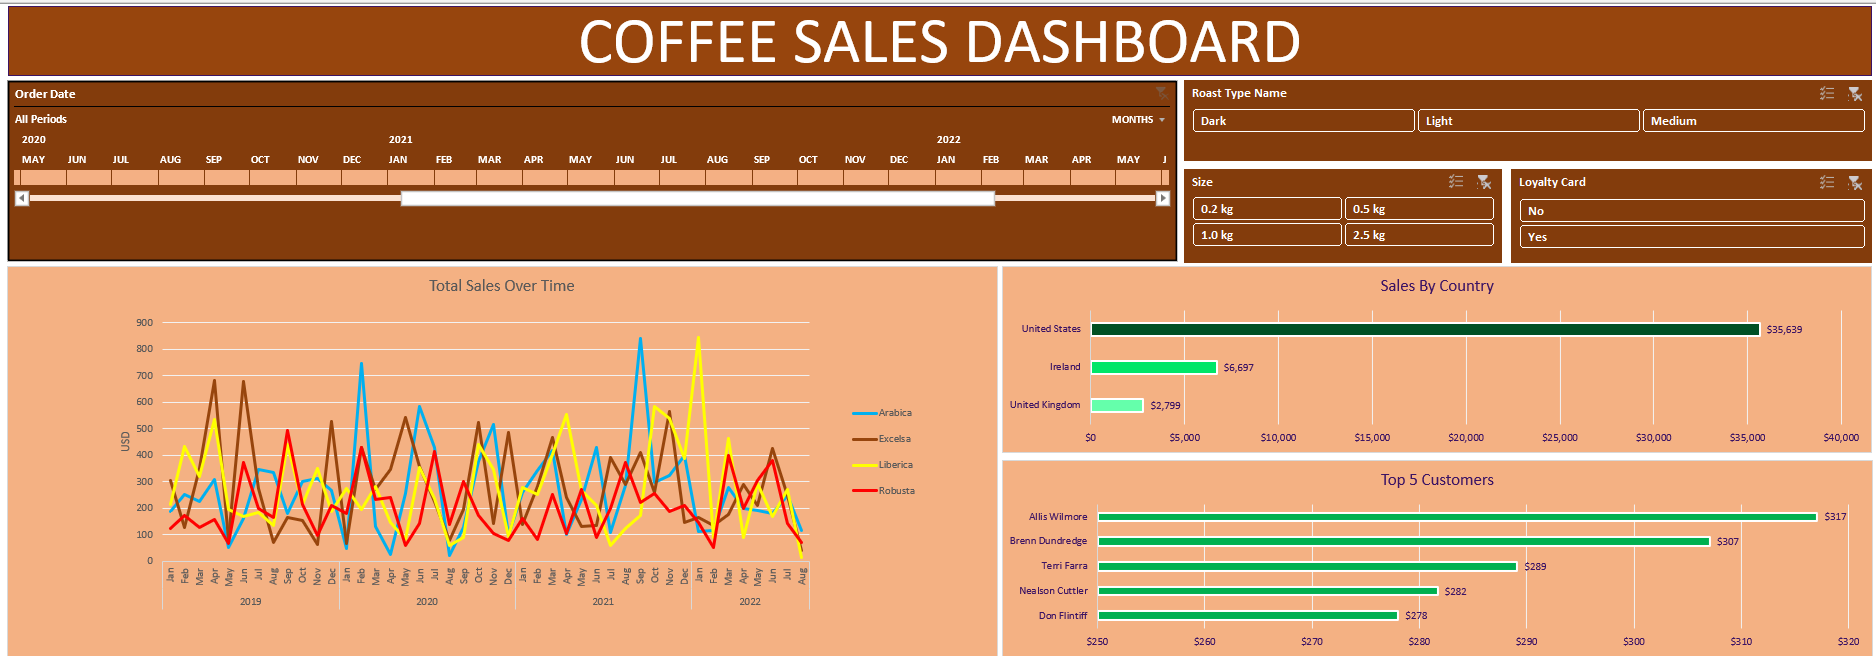 COFFEE SALES DASHBOARD
Order Date
All Periods
MONTHS
2020 2021 2022
MAY JUN JUL AUG SEP OCT NOV DEC JAN FEB MAR APR MAY JUN JUL AUG SEP OCT NOV DEC JAN FEB MAR APR MAY J
Roast Type Name
Dark Light Medium
Size
0.2 kg 0.5 kg
1.0 kg 2.5 kg
Loyalty Card
No
Yes
Total Sales Over Time
900
800
700
600
500
400
300
200
100
0
USD
Jan Feb Mar Apr May Jun Jul Aug Sep Oct Nov Dec Jan Feb Mar Apr May Jun Jul Aug Sep Oct Nov Dec Jan Feb Mar Apr May Jun Jul Aug Sep Oct Nov Dec Jan Feb Mar Apr May Jun Jul Aug
2019 2020 2021 2022
Arabica
Excelsa
Liberica
Robusta
Sales By Country
United States $35,639
Ireland $6,697
United Kingdom $2,799
$0 $5,000 $10,000 $15,000 $20,000 $25,000 $30,000 $35,000 $40,000
Top 5 Customers
Allis Wilmore $317
Brenn Dundredge $307
Terri Farra $289
Nealson Cuttler $282
Don Flintiff $278
$250 $260 $270 $280 $290 $300 $310 $320